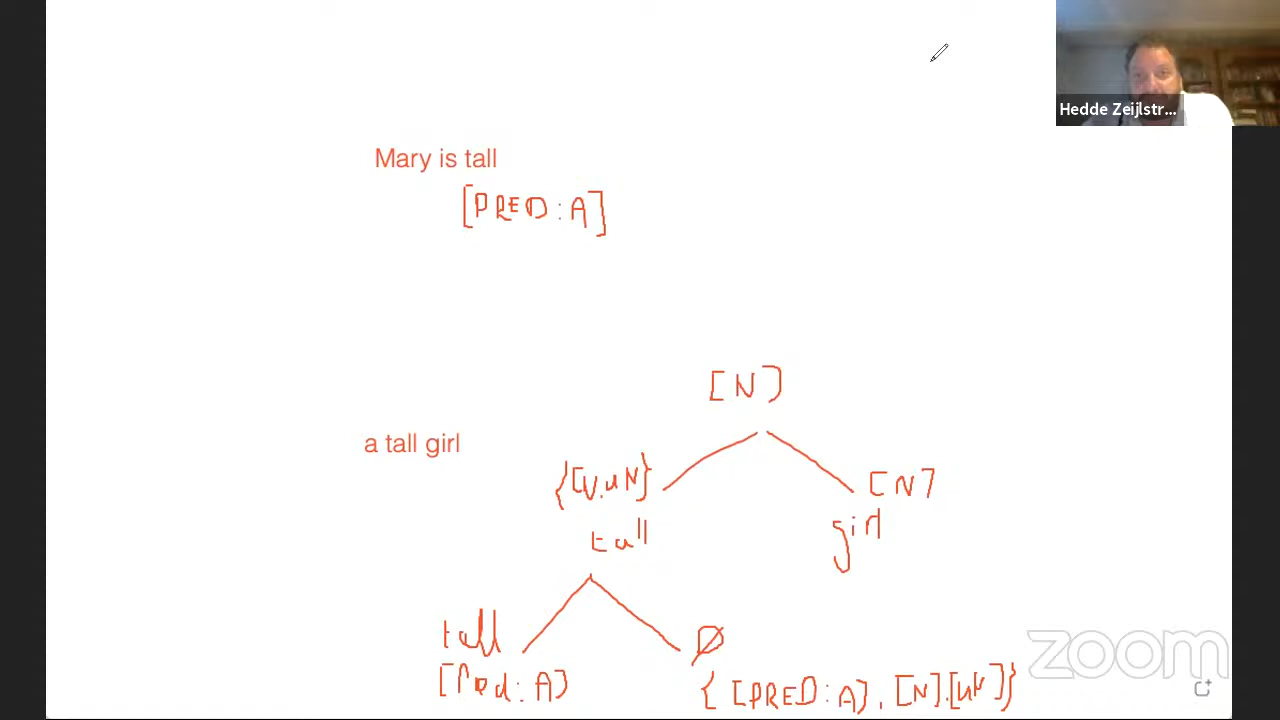 Hedde Zeijlstr...
Mary is tall
[PRED:A]
[N]
a tall girl
{[N.uN}
[N]
tall
girl
tall
Ø
[Pred:A]
{[PRED:A],[N].[uN]}
zoom